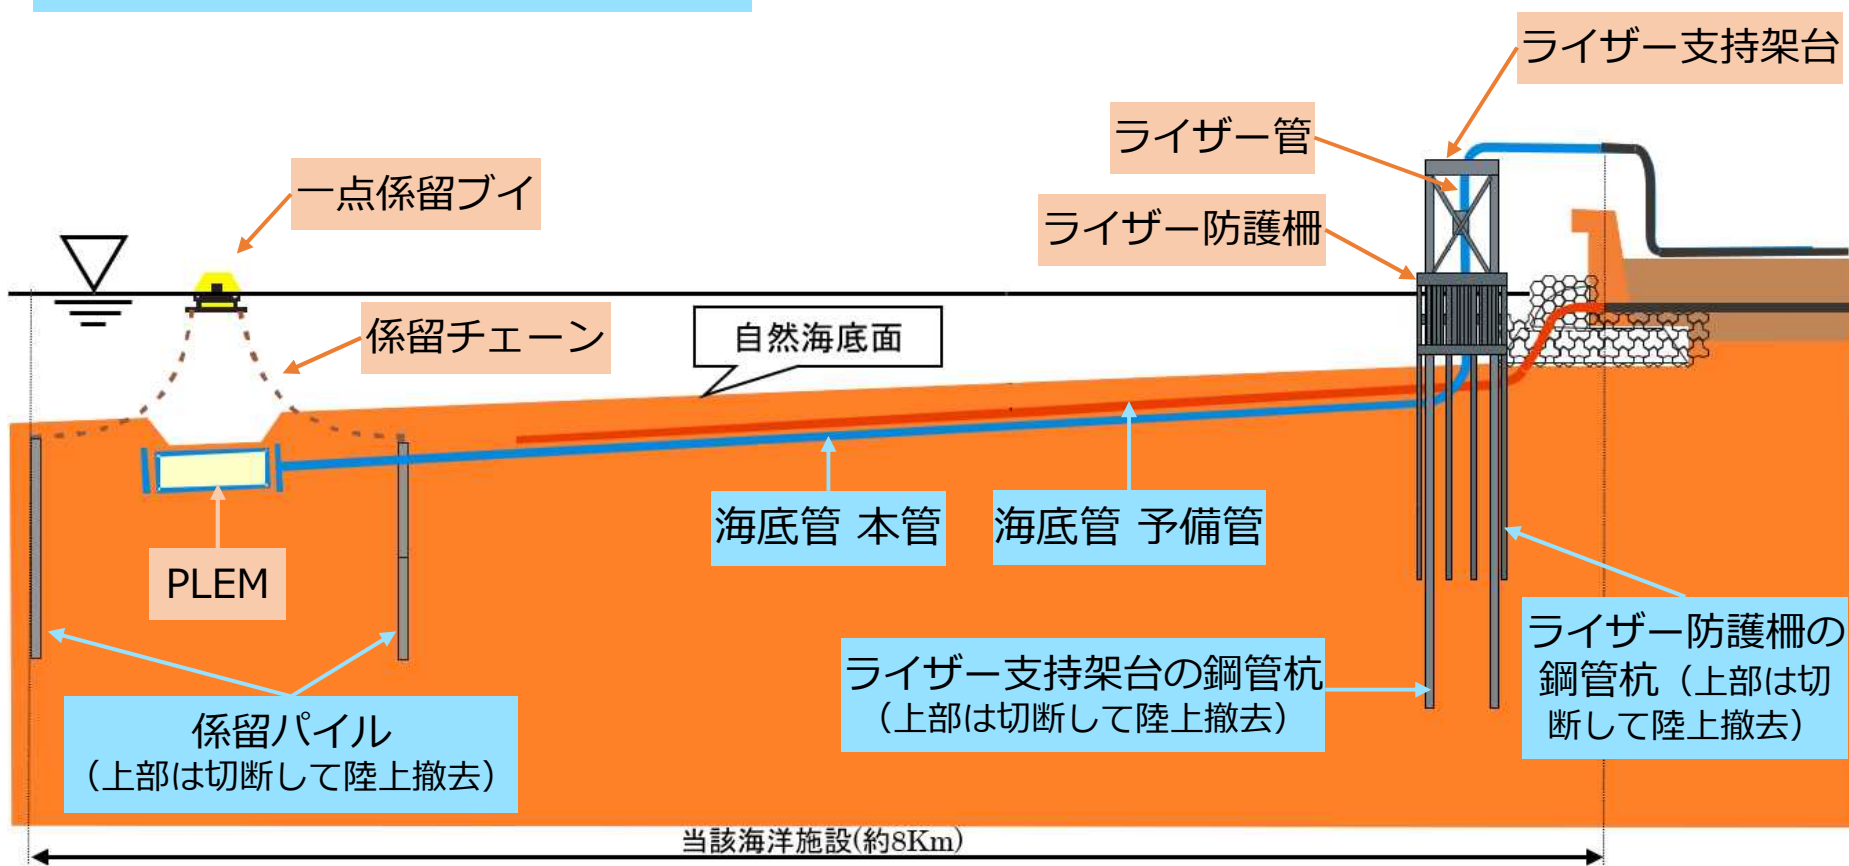 ライザー支持架台
ライザー管
一点係留ブイ
ライザー防護柵
係留チェーン
自然海底面
海底管 本管
海底管 予備管
PLEM
ライザー防護柵の
鋼管杭（上部は切
断して陸上撤去）
ライザー支持架台の鋼管杭
（上部は切断して陸上撤去）
係留パイル
（上部は切断して陸上撤去）
当該海洋施設(約8Km)